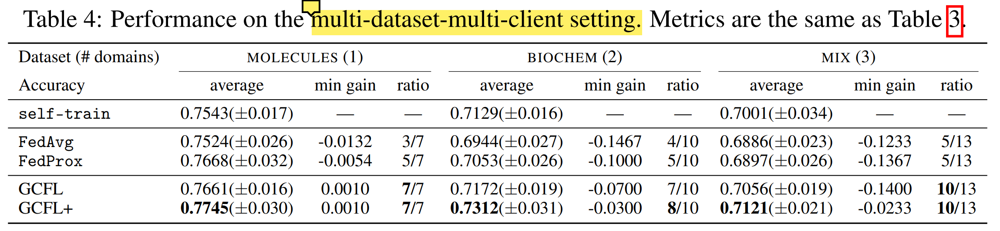 Table 4: Performance on the multi-dataset-multi-client setting. Metrics are the same as Table 3.
Dataset (# domains) MOLECULES (1) BIOCHEM (2) MIX (3)
Accuracy average min gain ratio average min gain ratio average min gain ratio
self-train 0.7543(±0.017) — — 0.7129(±0.016) — — 0.7001(±0.034) — —
FedAvg 0.7524(±0.026) -0.0132 3/7 0.6944(±0.027) -0.1467 4/10 0.6886(±0.023) -0.1233 5/13
FedProx 0.7668(±0.032) -0.0054 5/7 0.7053(±0.026) -0.1000 5/10 0.6897(±0.026) -0.1367 5/13
GCFL 0.7661(±0.016) 0.0010 7/7 0.7172(±0.019) -0.0700 7/10 0.7056(±0.019) -0.1400 10/13
GCFL+ 0.7745(±0.030) 0.0010 7/7 0.7312(±0.031) -0.0300 8/10 0.7121(±0.021) -0.0233 10/13